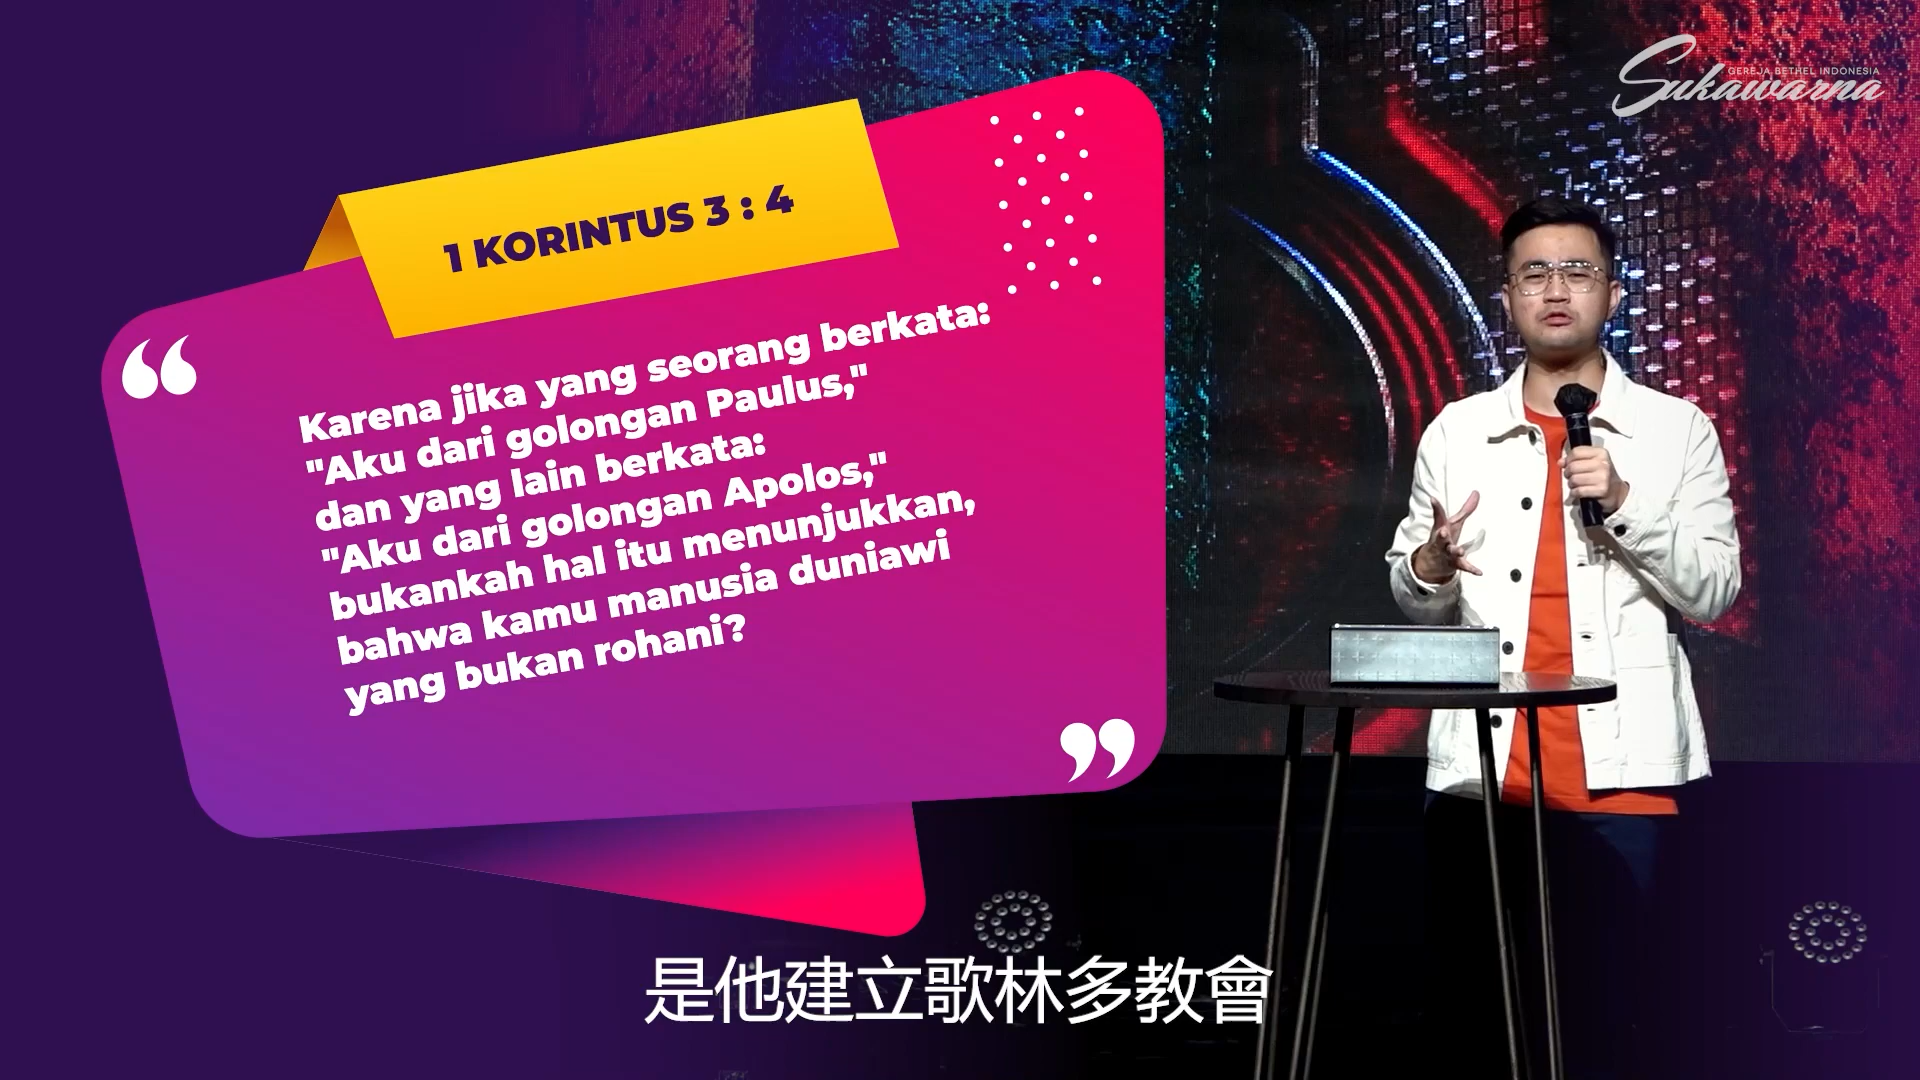 GEREJA BETHEL INDONESIA
Sukawarna
1 KORINTUS 3 : 4
“
Karena jika yang seorang berkata:
"Aku dari golongan Paulus,"
dan yang lain berkata:
"Aku dari golongan Apolos,"
bukankah hal itu menunjukkan,
bahwa kamu manusia duniawi
yang bukan rohani?
”
是他建立歌林多教會